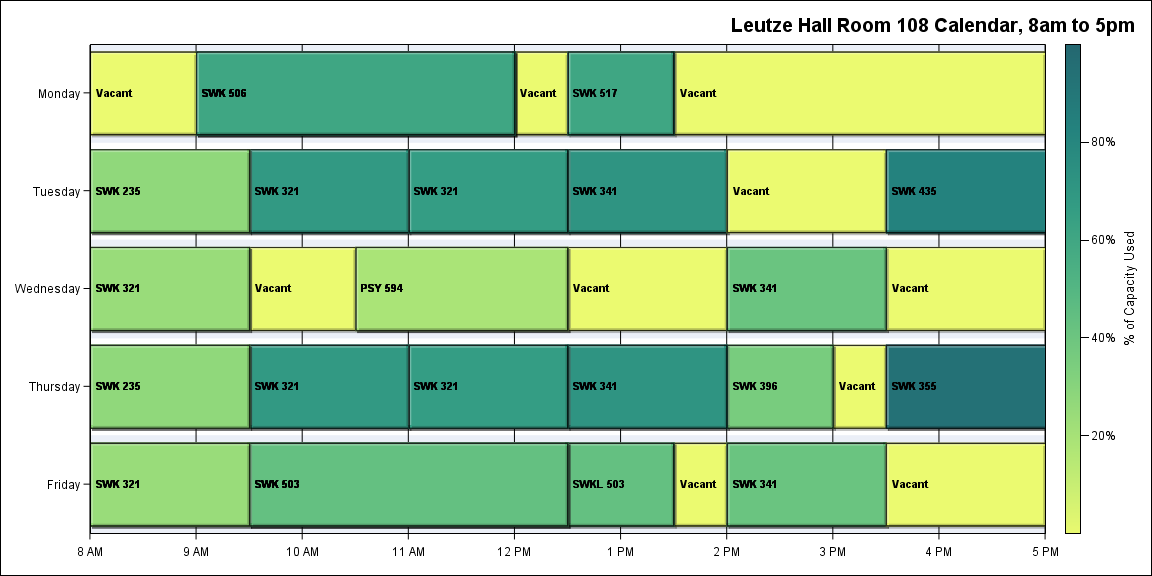 Leutze Hall Room 108 Calendar, 8am to 5pm
Monday
Vacant
SWK 506
Vacant
SWK 517
Vacant
Tuesday
SWK 235
SWK 321
SWK 321
SWK 341
Vacant
SWK 435
Wednesday
SWK 321
Vacant
PSY 594
Vacant
SWK 341
Vacant
Thursday
SWK 235
SWK 321
SWK 321
SWK 341
SWK 396
Vacant
SWK 355
Friday
SWK 321
SWK 503
SWKL 503
Vacant
SWK 341
Vacant
8 AM
9 AM
10 AM
11 AM
12 PM
1 PM
2 PM
3 PM
4 PM
5 PM
80%
60%
40%
20%
% of Capacity Used